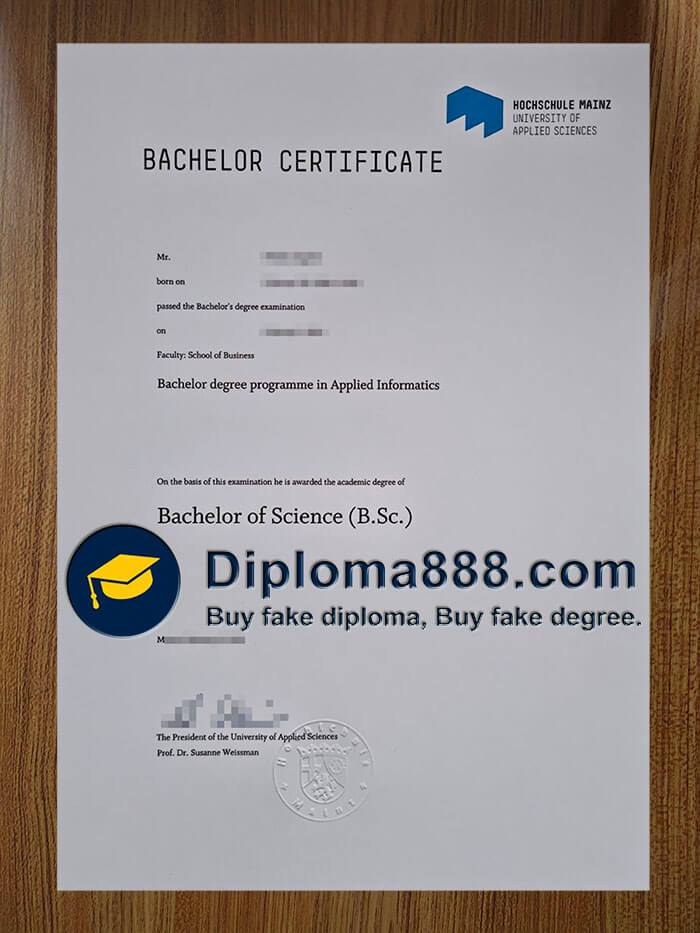 HOCHSCHULE MAINZ
UNIVERSITY OF
APPLIED SCIENCES
BACHELOR CERTIFICATE
Mr.
born on
passed the Bachelor's degree examination
on
Faculty: School of Business
Bachelor degree programme in Applied Informatics
On the basis of this examination he is awarded the academic degree of
Bachelor of Science (B.Sc.)
Diploma888.com
Buy fake diploma, Buy fake degree.
M
The President of the University of Applied Sciences
Prof. Dr. Susanne Weissman
Hochschule
Mainz